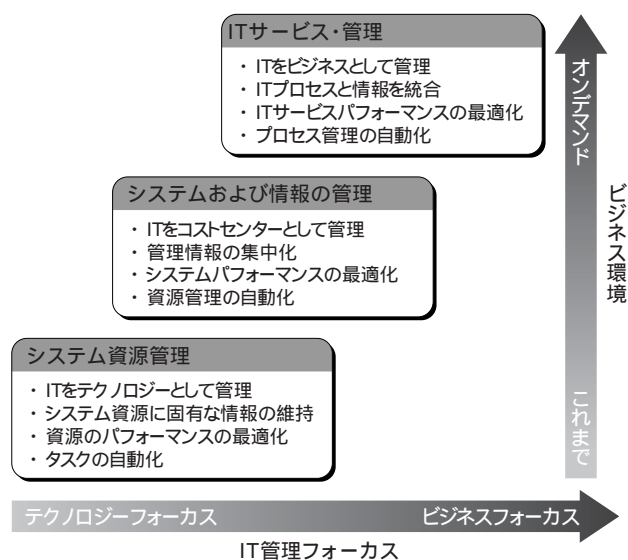 ITサービス・管理
・ ITをビジネスとして管理
・ ITプロセスと情報を統合
・ ITサービスパフォーマンスの最適化
・ プロセス管理の自動化
システムおよび情報の管理
・ ITをコストセンターとして管理
・ 管理情報の集中化
・ システムパフォーマンスの最適化
・ 資源管理の自動化
システム資源管理
・ ITをテクノロジーとして管理
・ システム資源に固有な情報の維持
・ 資源のパフォーマンスの最適化
・ タスクの自動化
オンデマンド
これまで
ビジネス環境
テクノロジーフォーカス
ビジネスフォーカス
IT管理フォーカス